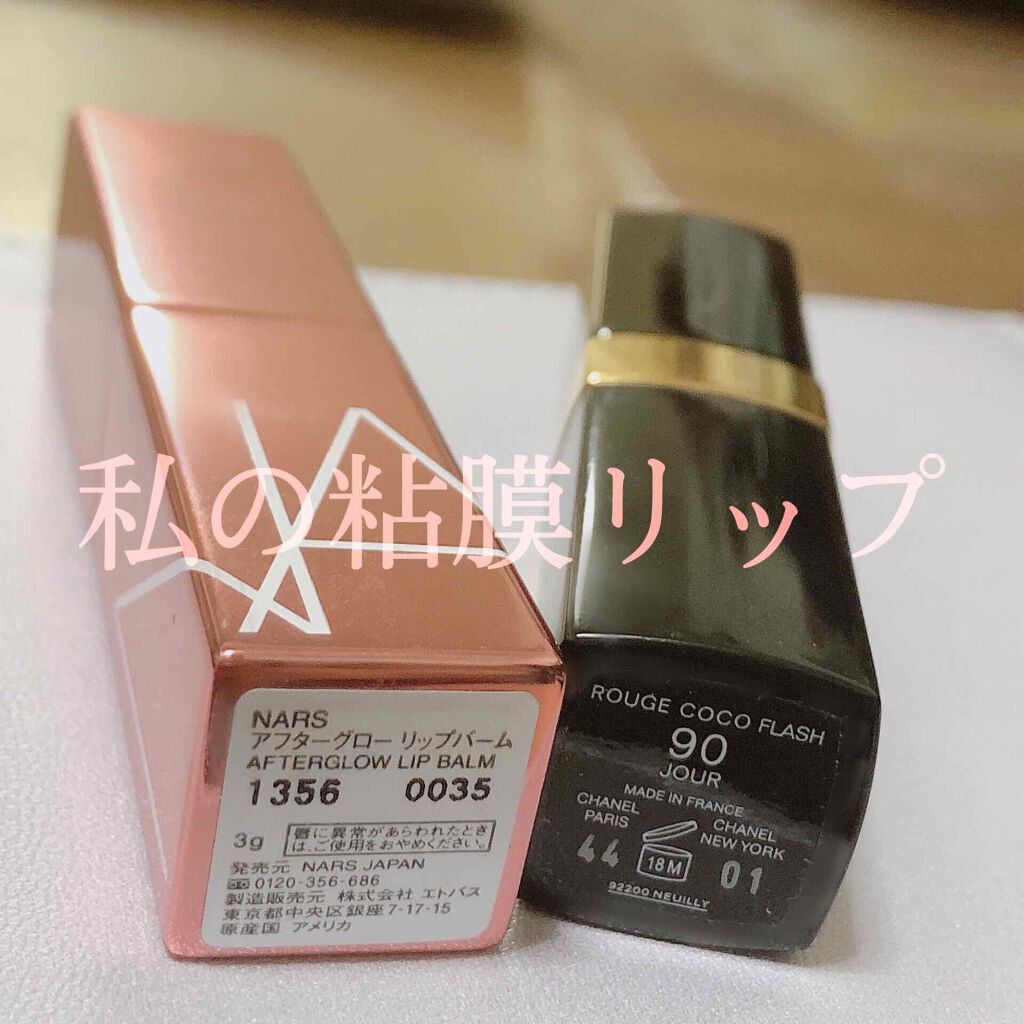 私の粘膜リップ
NARS
アフターグロー リップバーム
AFTERGLOW LIP BALM
1356 0035
3g
唇に異常があらわれたとき
は、ご使用をおやめください。
発売元 NARS JAPAN
0120-356-686
製造販売元 株式会社 エトバス
東京都中央区銀座7-17-15
原産国 アメリカ
ROUGE COCO FLASH
90
JOUR
MADE IN FRANCE
CHANEL
PARIS
CHANEL
NEW YORK
44
18M
01
92200 NEUILLY